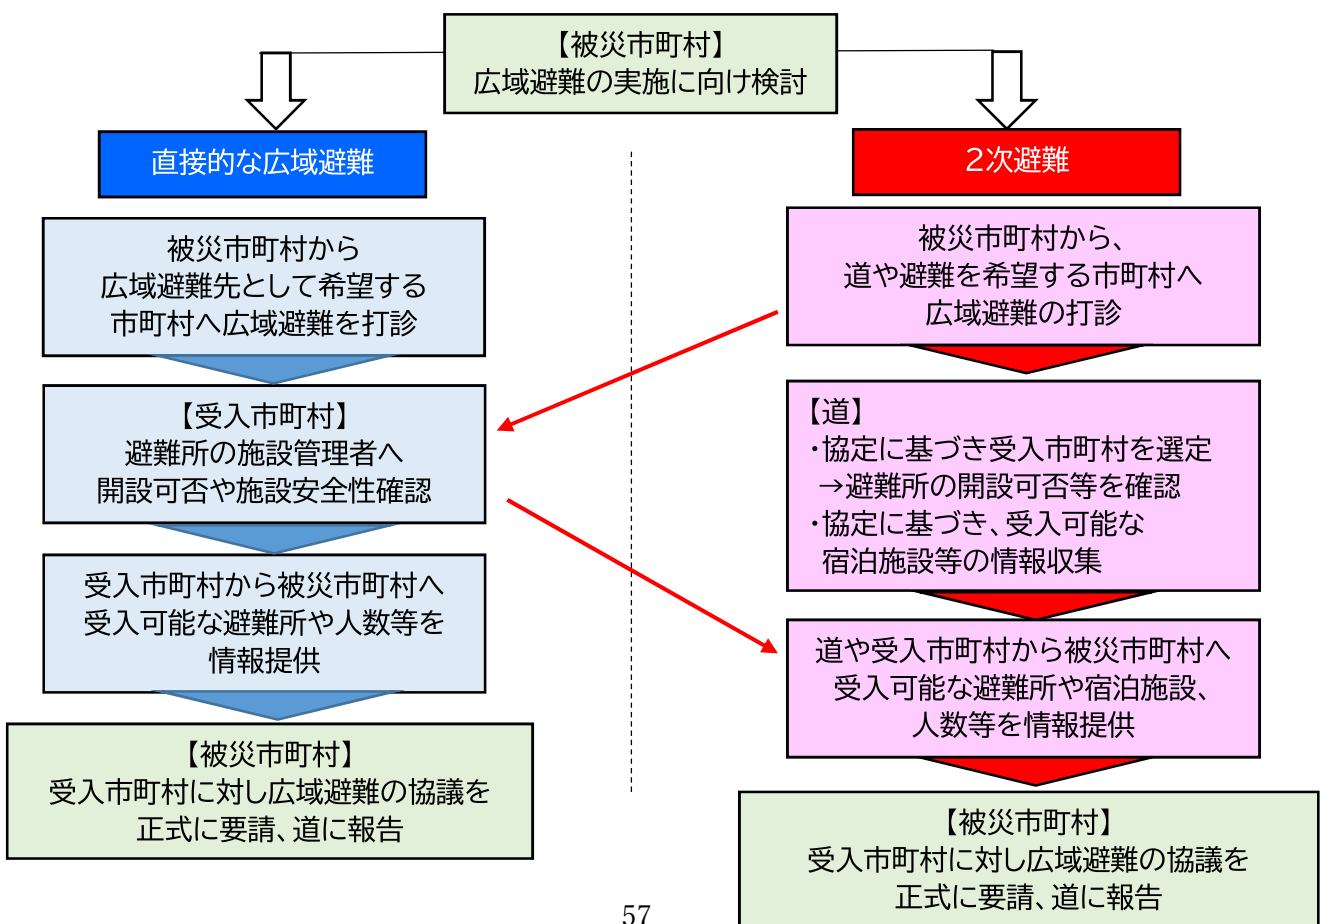 【被災市町村】
広域避難の実施に向け検討
直接的な広域避難
被災市町村から
広域避難先として希望する
市町村へ広域避難を打診
【受入市町村】
避難所の施設管理者へ
開設可否や施設安全性確認
受入市町村から被災市町村へ
受入可能な避難所や人数等を
情報提供
【被災市町村】
受入市町村に対し広域避難の協議を
正式に要請、道に報告
2次避難
被災市町村から、
道や避難を希望する市町村へ
広域避難の打診
【道】
・協定に基づき受入市町村を選定
→避難所の開設可否等を確認
・協定に基づき、受入可能な
宿泊施設等の情報収集
道や受入市町村から被災市町村へ
受入可能な避難所や宿泊施設、
人数等を情報提供
【被災市町村】
受入市町村に対し広域避難の協議を
正式に要請、道に報告
57